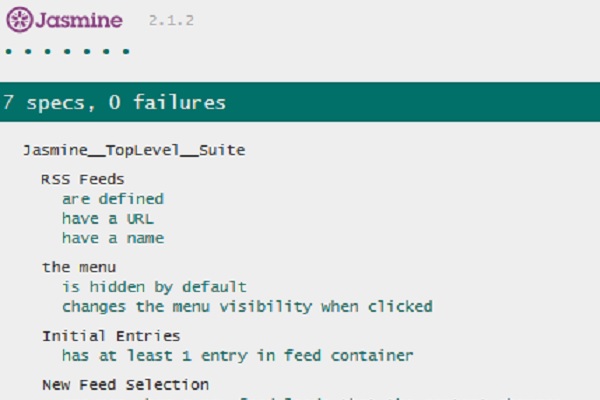 Jasmine 2.1.2
7 specs, 0 failures
Jasmine__TopLevel__Suite
RSS Feeds
are defined
have a URL
have a name
the menu
is hidden by default
changes the menu visibility when clicked
Initial Entries
has at least 1 entry in feed container
New Feed Selection